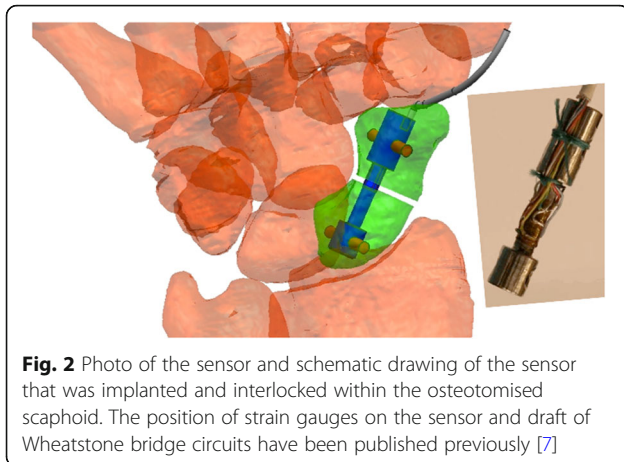 Fig. 2 Photo of the sensor and schematic drawing of the sensor
that was implanted and interlocked within the osteotomised
scaphoid. The position of strain gauges on the sensor and draft of
Wheatstone bridge circuits have been published previously [7]